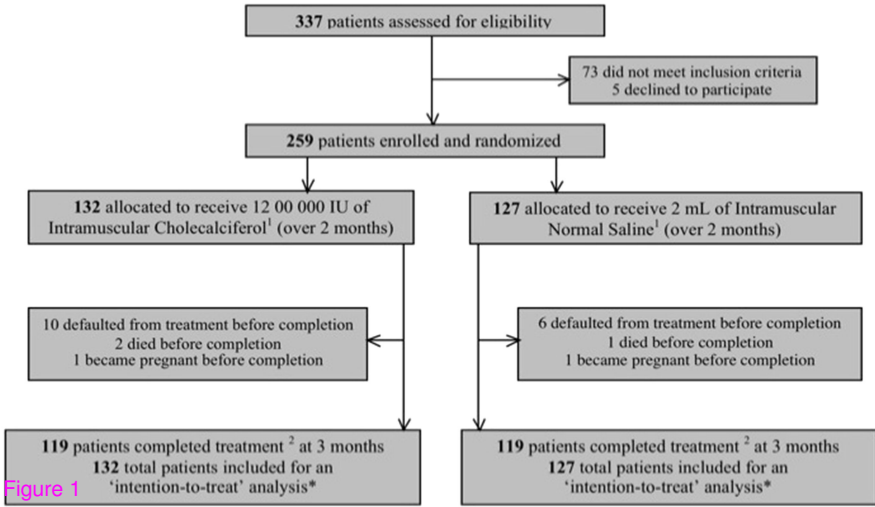 337 patients assessed for eligibility
73 did not meet inclusion criteria
5 declined to participate
259 patients enrolled and randomized
132 allocated to receive 12 00 000 IU of
Intramuscular Cholecalciferol¹ (over 2 months)
127 allocated to receive 2 mL of Intramuscular
Normal Saline¹ (over 2 months)
10 defaulted from treatment before completion
2 died before completion
1 became pregnant before completion
6 defaulted from treatment before completion
1 died before completion
1 became pregnant before completion
119 patients completed treatment ² at 3 months
132 total patients included for an
‘intention-to-treat’ analysis*
119 patients completed treatment ² at 3 months
127 total patients included for an
‘intention-to-treat’ analysis*
Figure 1